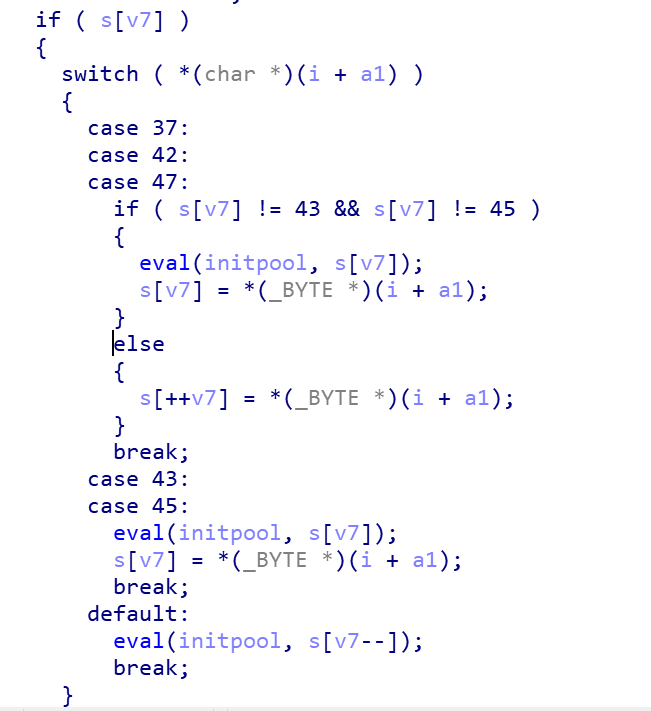 if ( s[v7] )
{
switch ( *(char *)(i + a1) )
{
case 37:
case 42:
case 47:
if ( s[v7] != 43 && s[v7] != 45 )
{
eval(initpool, s[v7]);
s[v7] = *(_BYTE *)(i + a1);
}
else
{
s[++v7] = *(_BYTE *)(i + a1);
}
break;
case 43:
case 45:
eval(initpool, s[v7]);
s[v7] = *(_BYTE *)(i + a1);
break;
default:
eval(initpool, s[v7--]);
break;
}